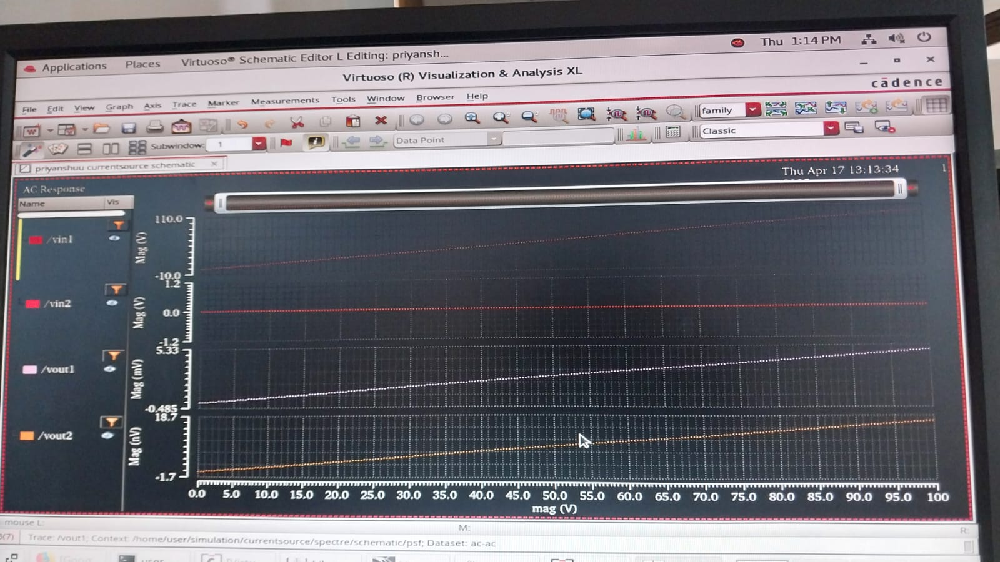 Thu 1:14 PM
Applications Places Virtuoso® Schematic Editor L Editing: priyansh...
Virtuoso (R) Visualization & Analysis XL
cādence
File Edit View Graph Axis Trace Marker Measurements Tools Window Browser Help
family
Subwindow: 1
Data Point
Classic
priyanshuu currentsource schematic
Thu Apr 17 13:13:34
1
AC Response
Name Vis
/vin1
/vin2
/vout1
/vout2
110.0
Mag (V)
-10.0
1.2
Mag (V)
0.0
-1.2
5.33
Mag (mV)
-0.485
18.7
Mag (nV)
-1.7
0.0 5.0 10.0 15.0 20.0 25.0 30.0 35.0 40.0 45.0 50.0 55.0 60.0 65.0 70.0 75.0 80.0 85.0 90.0 95.0 100
mag (V)
mouse L: M: R:
Trace: /vout1; Context: /home/user/simulation/currentsource/spectre/schematic/psf; Dataset: ac-ac